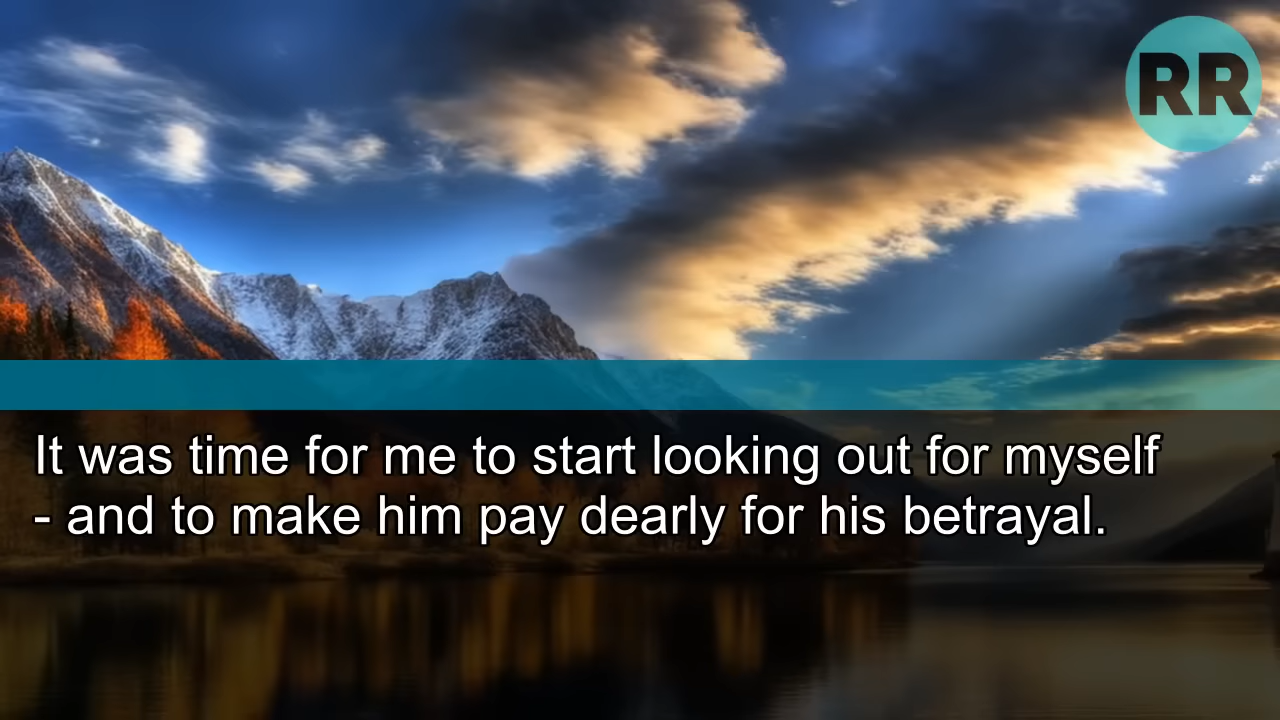 RR
It was time for me to start looking out for myself
- and to make him pay dearly for his betrayal.